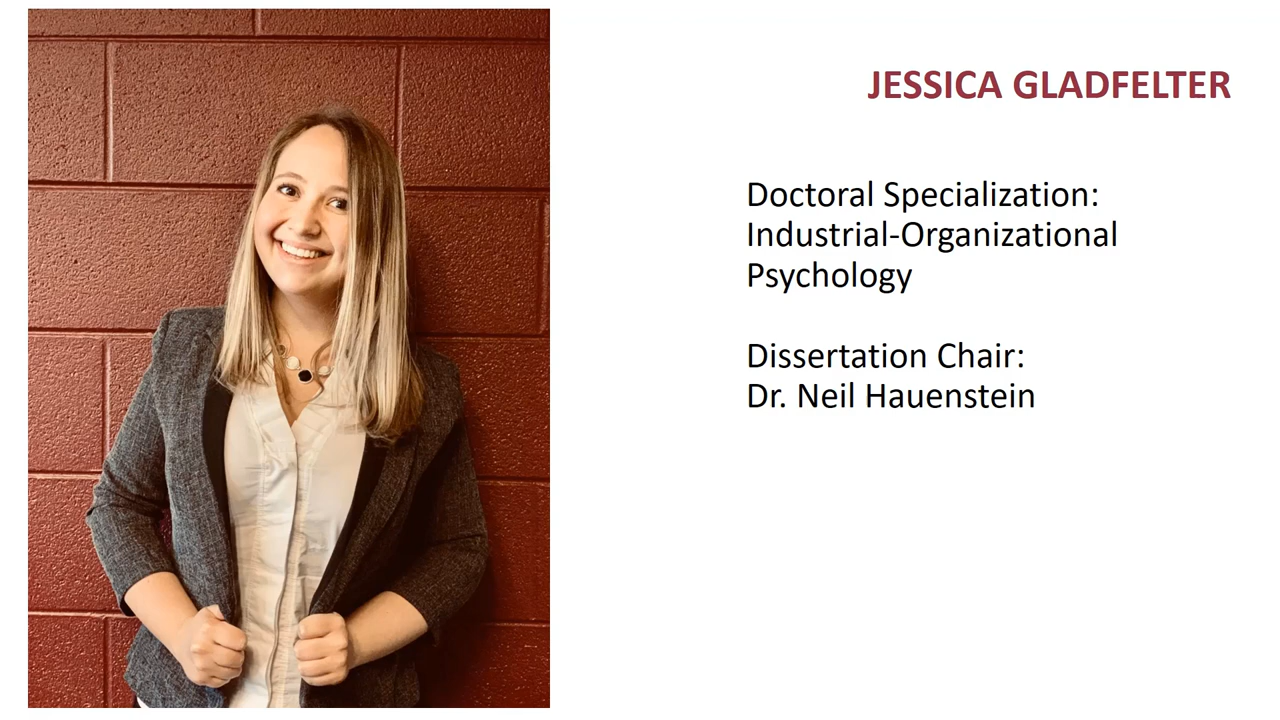 JESSICA GLADFELTER
Doctoral Specialization:
Industrial-Organizational
Psychology
Dissertation Chair:
Dr. Neil Hauenstein